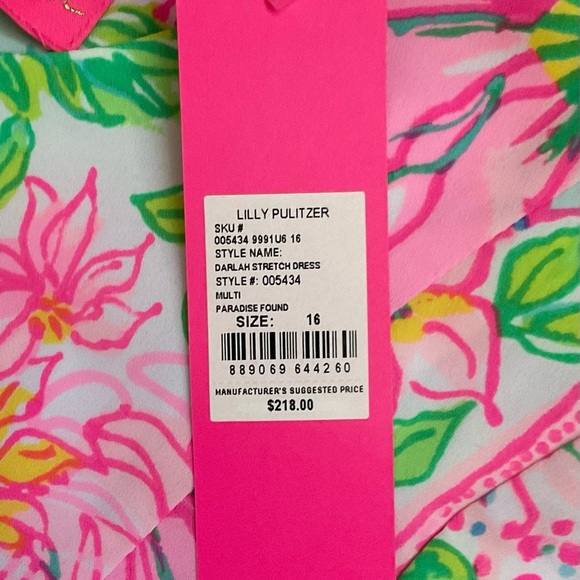 LILLY PULITZER
SKU #
005434 9991U6 16
STYLE NAME:
DARLAH STRETCH DRESS
STYLE #: 005434
MULTI
PARADISE FOUND
SIZE: 16
889069 644260
MANUFACTURER'S SUGGESTED PRICE
$218.00